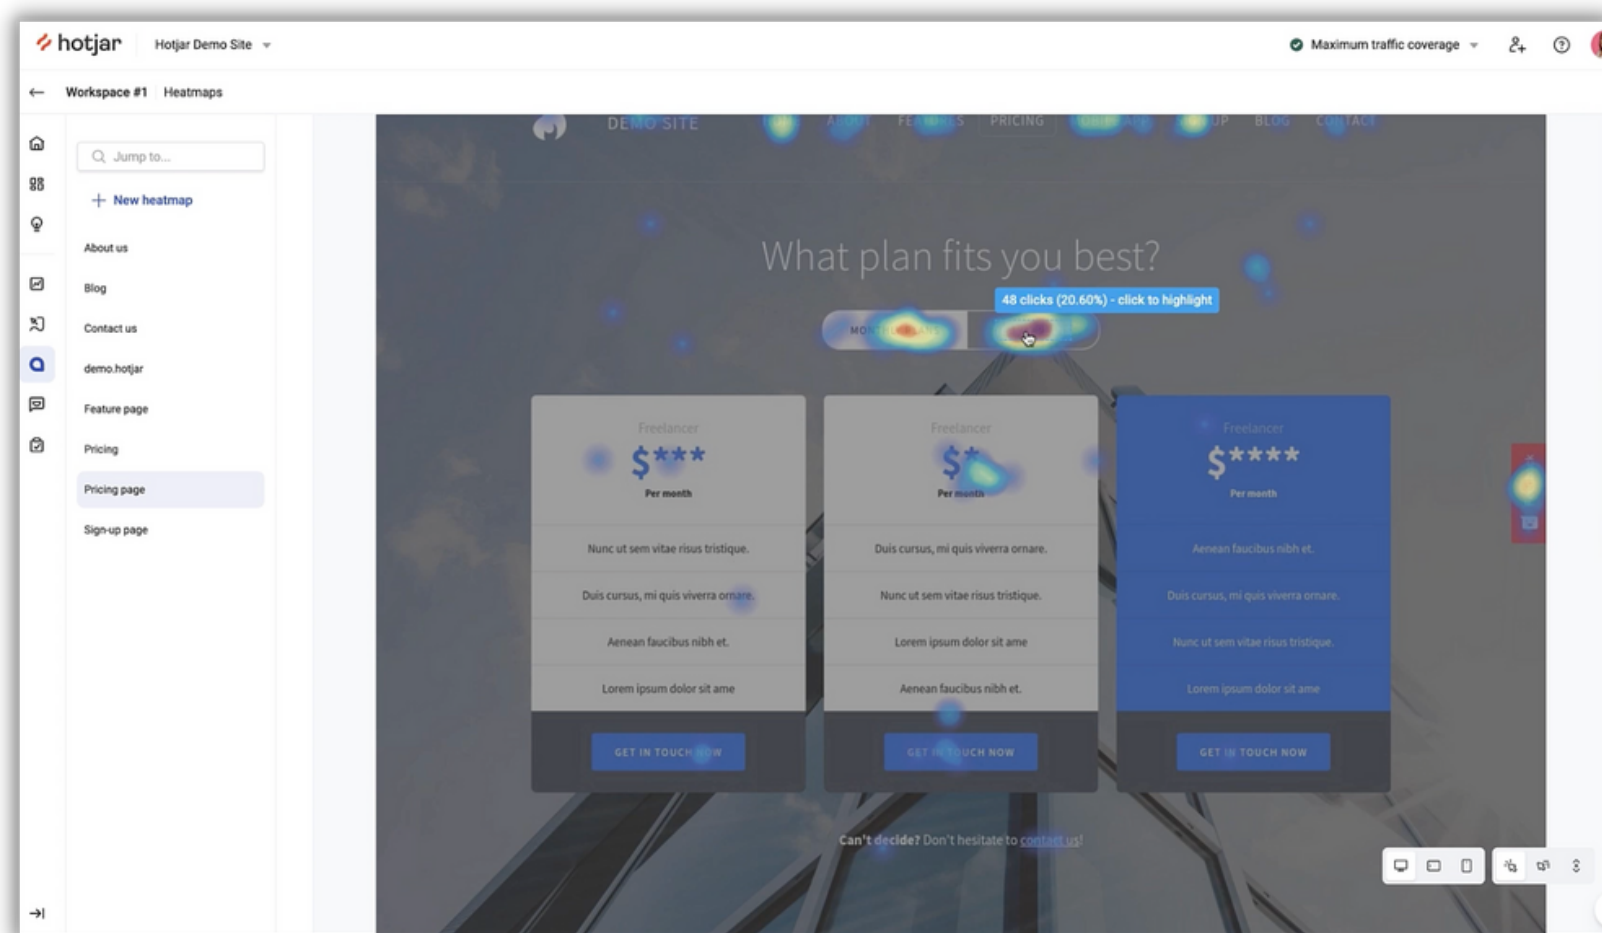 hotjar
Hotjar Demo Site
Maximum traffic coverage
Workspace #1
Heatmaps
Jump to...
New heatmap
About us
Blog
Contact us
demo.hotjar
Feature page
Pricing
Pricing page
Sign-up page
DEMO SITE ABOUT FEATURES PRICING BLOG CONTACT
What plan fits you best?
48 clicks (20.60%) - click to highlight
MONTHLY PLANS
Freelancer
$***
Per month
Nunc ut sem vitae risus tristique.
Duis cursus, mi quis viverra ornare.
Aenean faucibus nibh et.
Lorem ipsum dolor sit ame
GET IN TOUCH NOW
Freelancer
$*
Per month
Duis cursus, mi quis viverra ornare.
Nunc ut sem vitae risus tristique.
Lorem ipsum dolor sit ame
Aenean faucibus nibh et.
GET IN TOUCH NOW
Freelancer
$****
Per month
Aenean faucibus nibh et.
Duis cursus, mi quis viverra ornare.
Nunc ut sem vitae risus tristique.
Lorem ipsum dolor sit ame
GET IN TOUCH NOW
Can't decide? Don't hesitate to contact us!